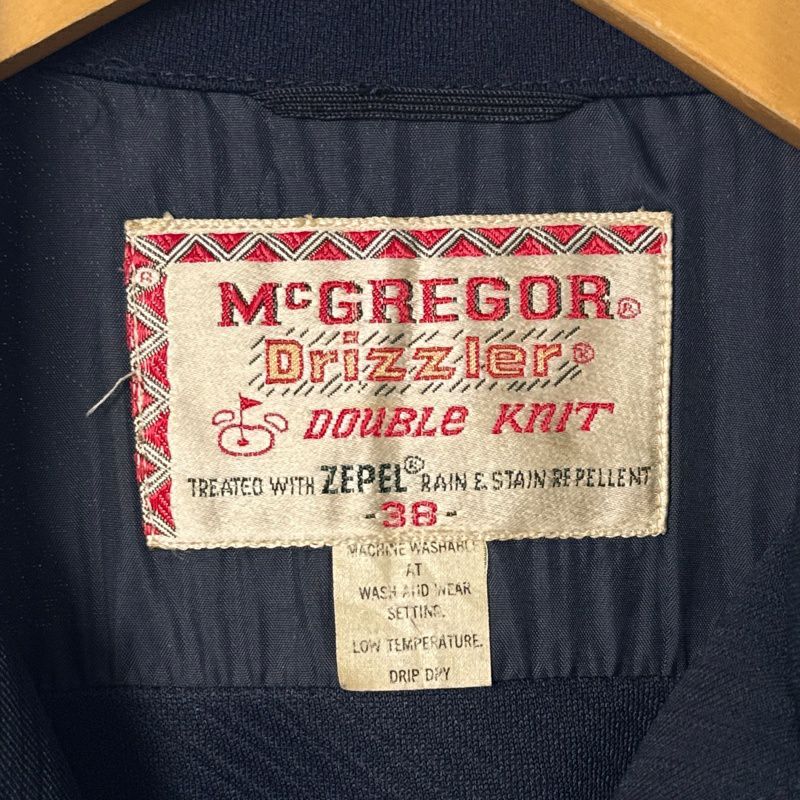 McGREGOR®
Drizzler®
DOUBLE KNIT
TREATED WITH ZEPEL® RAIN & STAIN REPELLENT
-38-
MACHINE WASHABLE
AT
WASH AND WEAR
SETTING.
LOW TEMPERATURE.
DRIP DRY